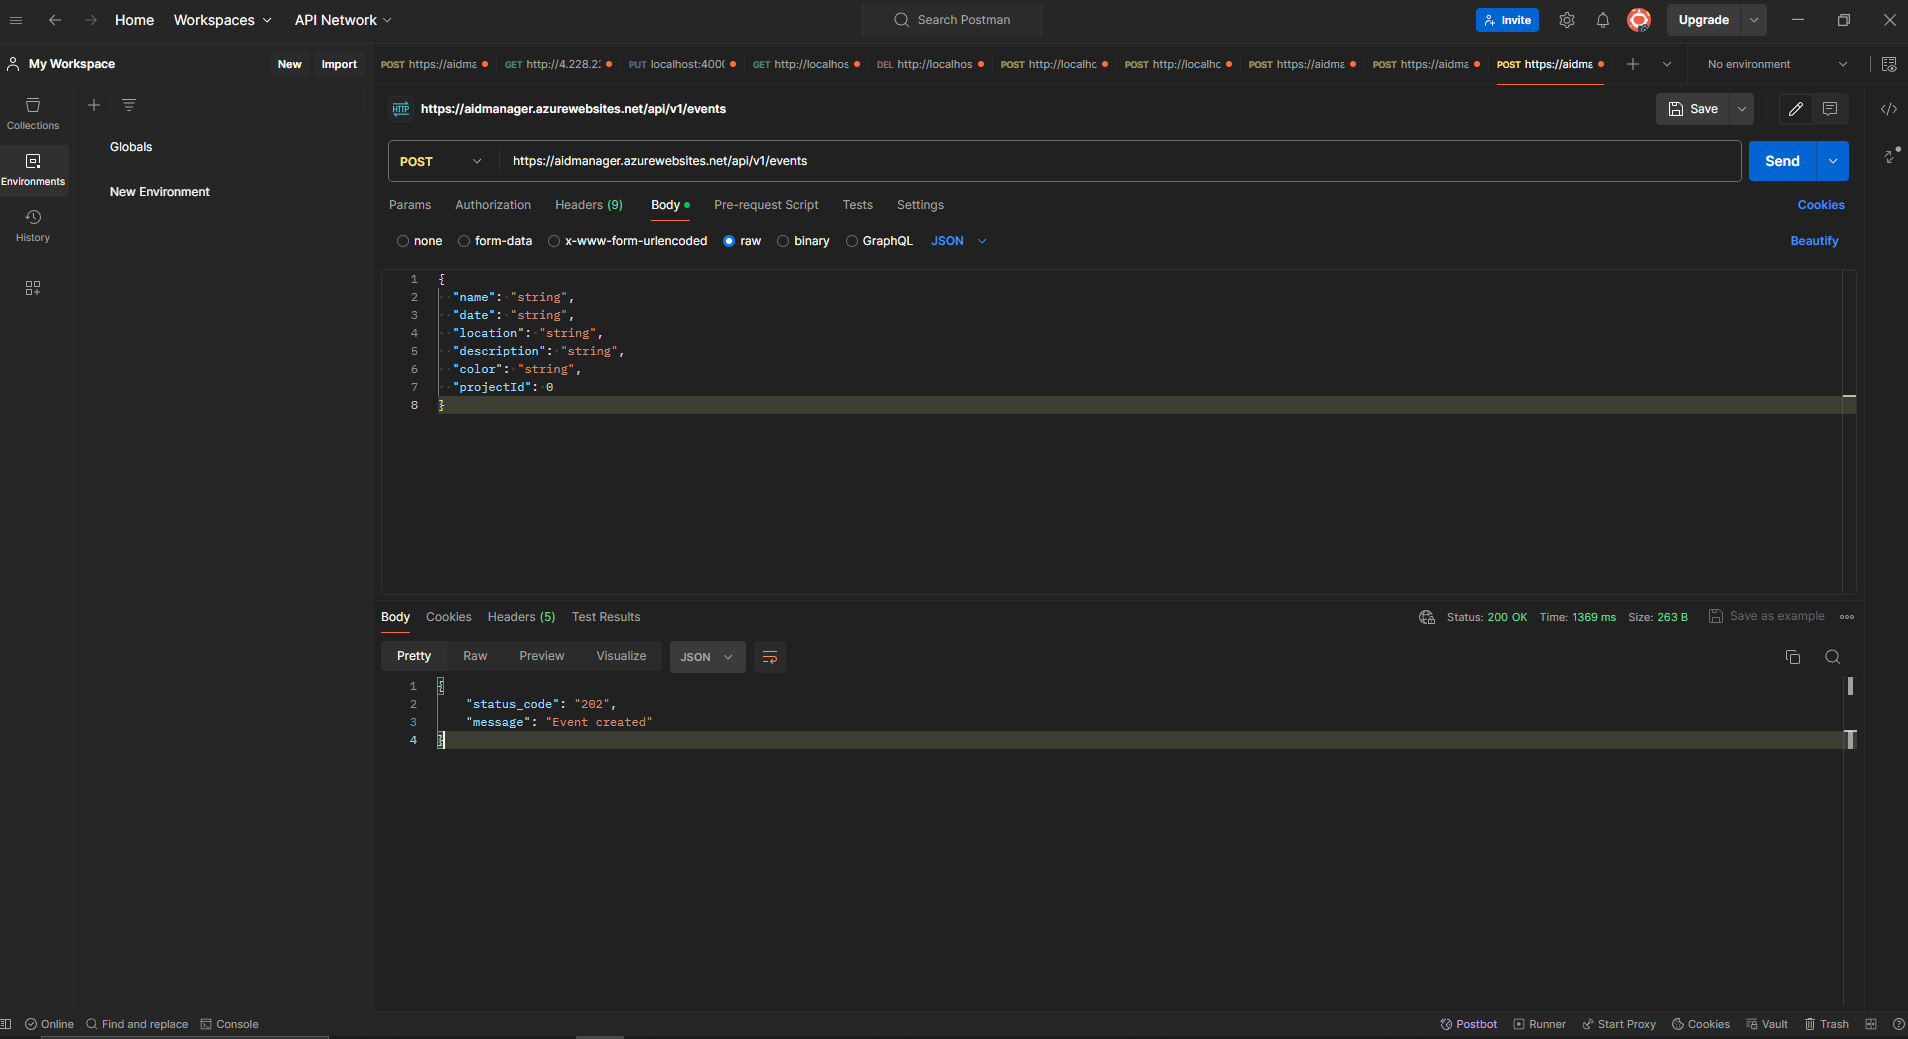 Home Workspaces API Network Search Postman Invite Upgrade
My Workspace New Import POST https://aidma GET http://4.228.2 PUT localhost:400 GET http://localhos DEL http://localhos POST http://localhc POST http://localhc POST https://aidma POST https://aidma POST https://aidma No environment
Collections
Environments
History
Globals
New Environment
HTTP https://aidmanager.azurewebsites.net/api/v1/events Save
POST https://aidmanager.azurewebsites.net/api/v1/events Send
Params Authorization Headers (9) Body Pre-request Script Tests Settings Cookies
none form-data x-www-form-urlencoded raw binary GraphQL JSON Beautify
1 {
2 "name": "string",
3 "date": "string",
4 "location": "string",
5 "description": "string",
6 "color": "string",
7 "projectId": 0
8 }
Body Cookies Headers (5) Test Results Status: 200 OK Time: 1369 ms Size: 263 B Save as example
Pretty Raw Preview Visualize JSON
1 {
2 "status_code": "202",
3 "message": "Event created"
4 }
Online Find and replace Console Postbot Runner Start Proxy Cookies Vault Trash